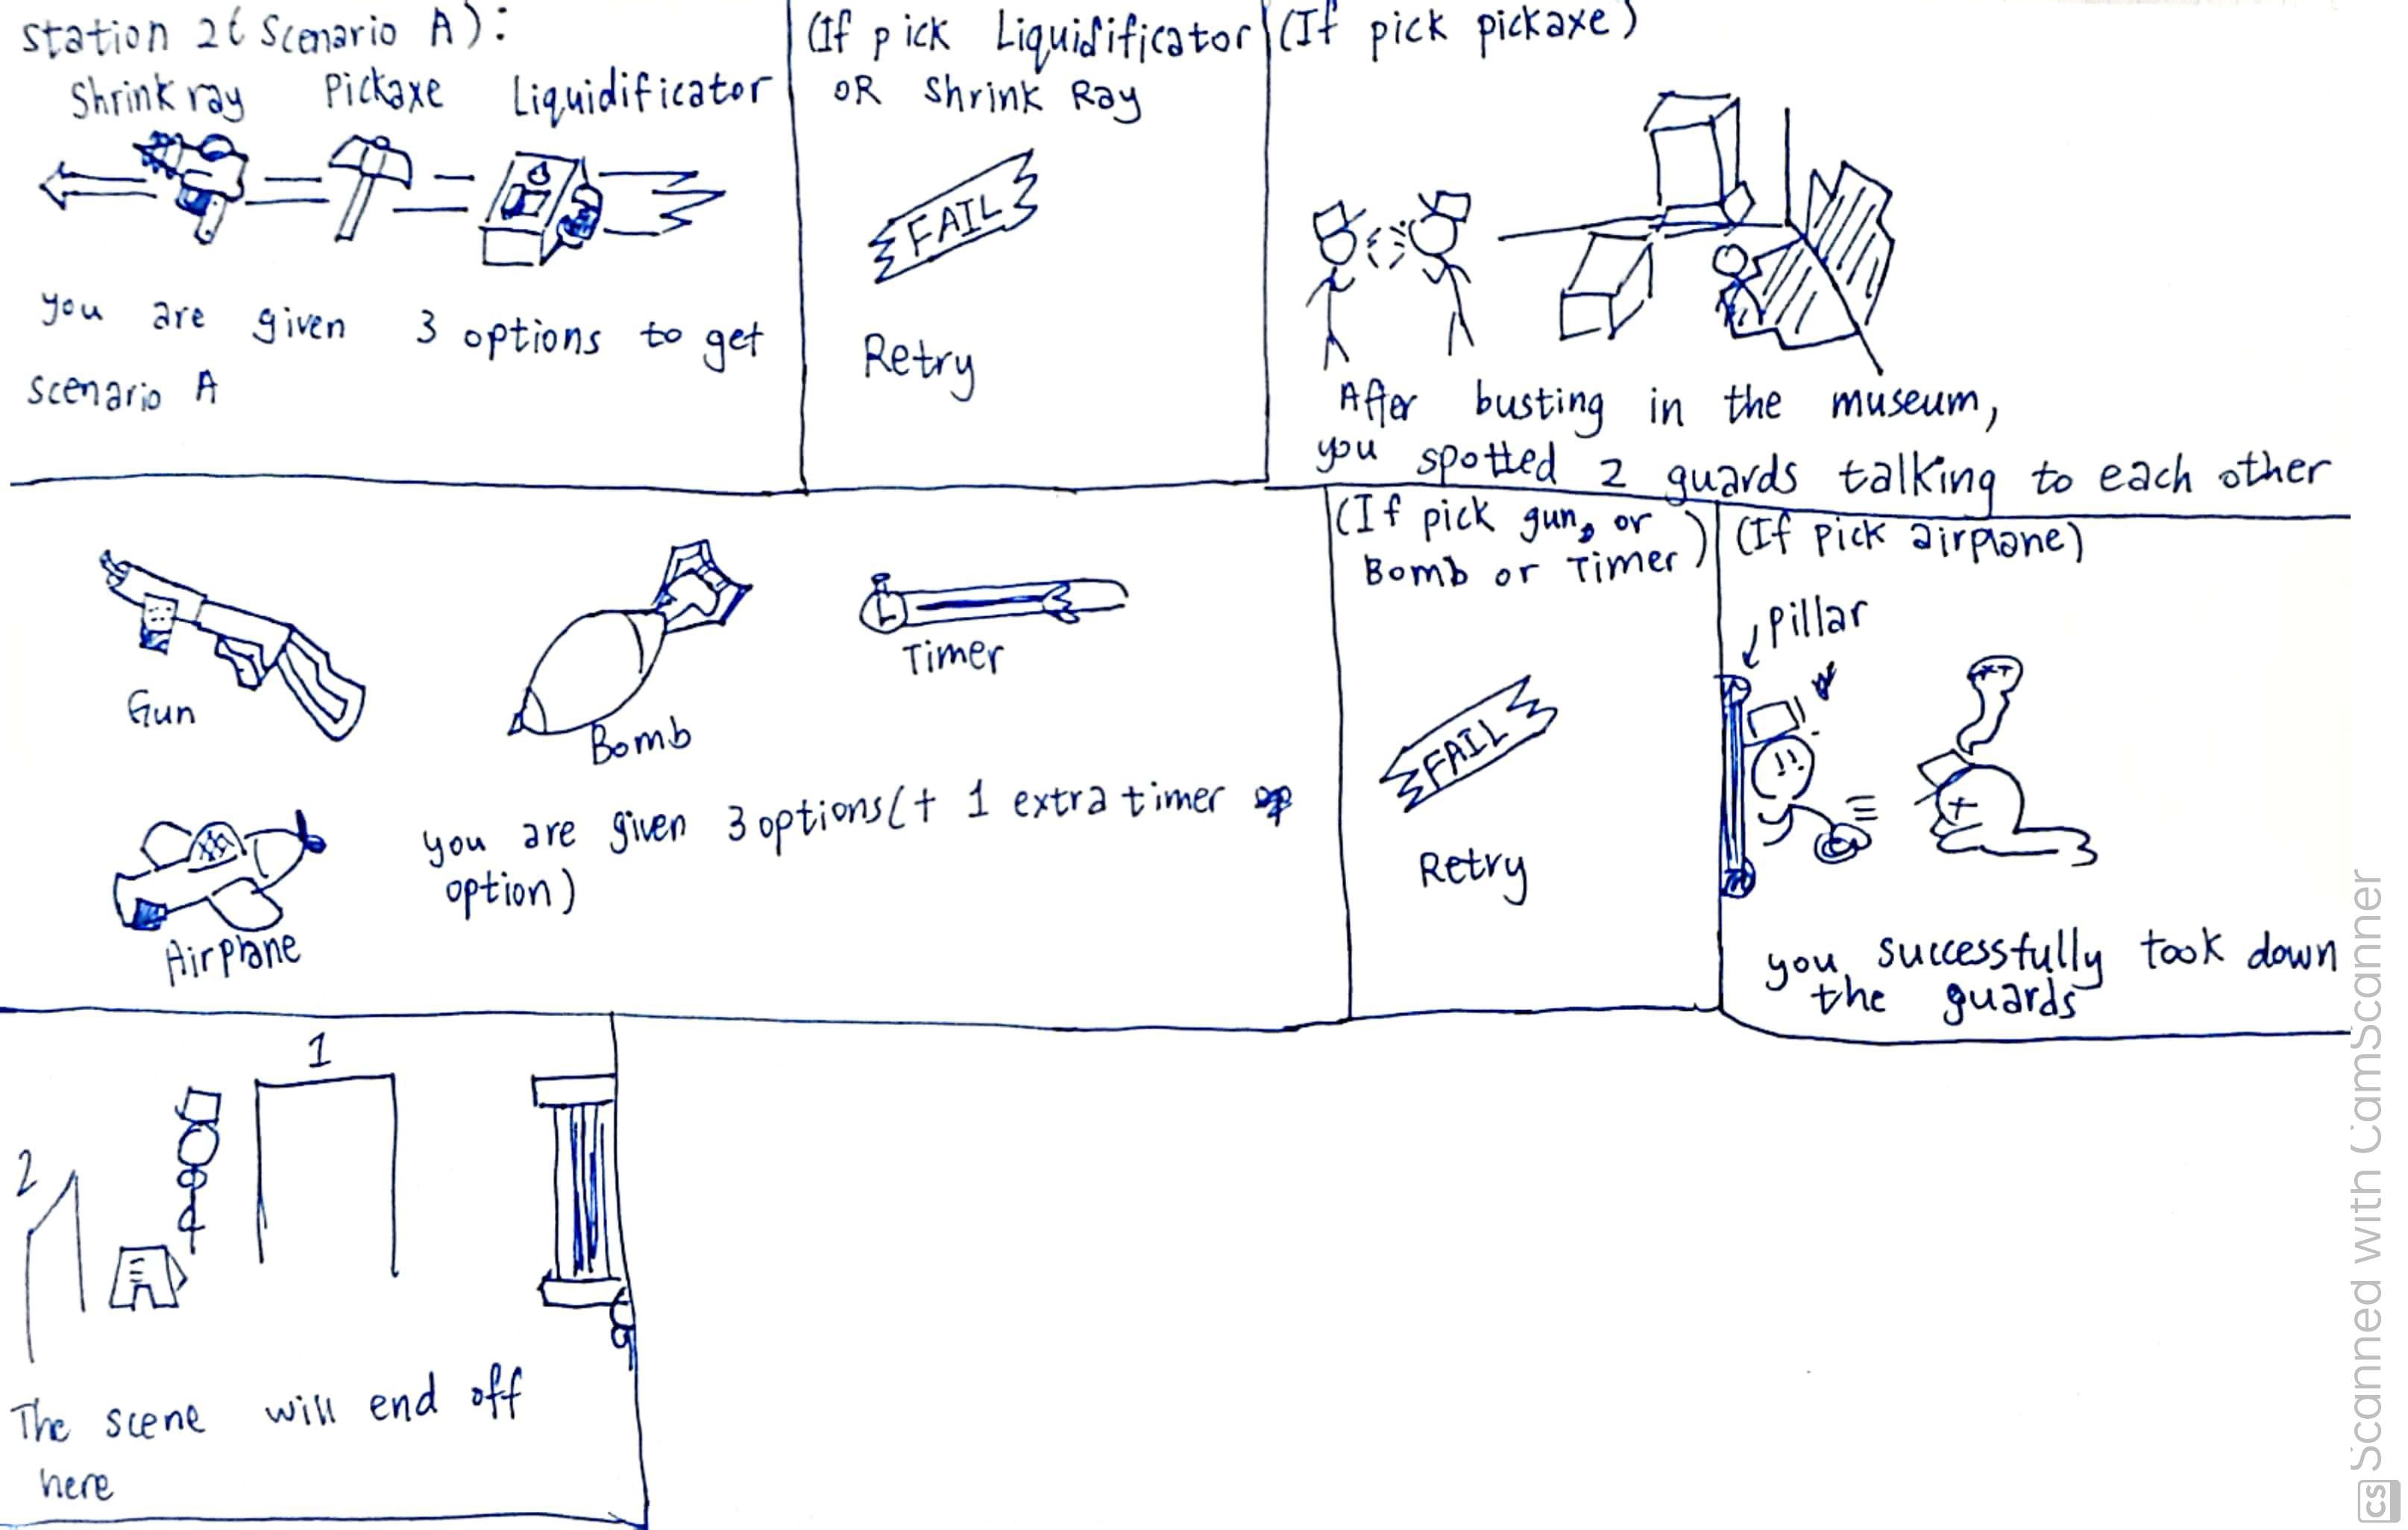 Station 2(Scenario A):
Shrink ray Pickaxe Liquidificator
you are given 3 options to get
scenario A
(If pick Liquidificator
OR Shrink Ray
FAIL
Retry
(If pick pickaxe)
After busting in the museum,
you spotted 2 guards talking to each other
Gun
Bomb
Timer
Airplane
you are given 3 options(+ 1 extra timer
option)
(If pick gun, or
Bomb or Timer)
FAIL
Retry
(If pick airplane)
Pillar
!!
you successfully took down
the guards
1
2
The scene will end off
here
CS Scanned with CamScanner